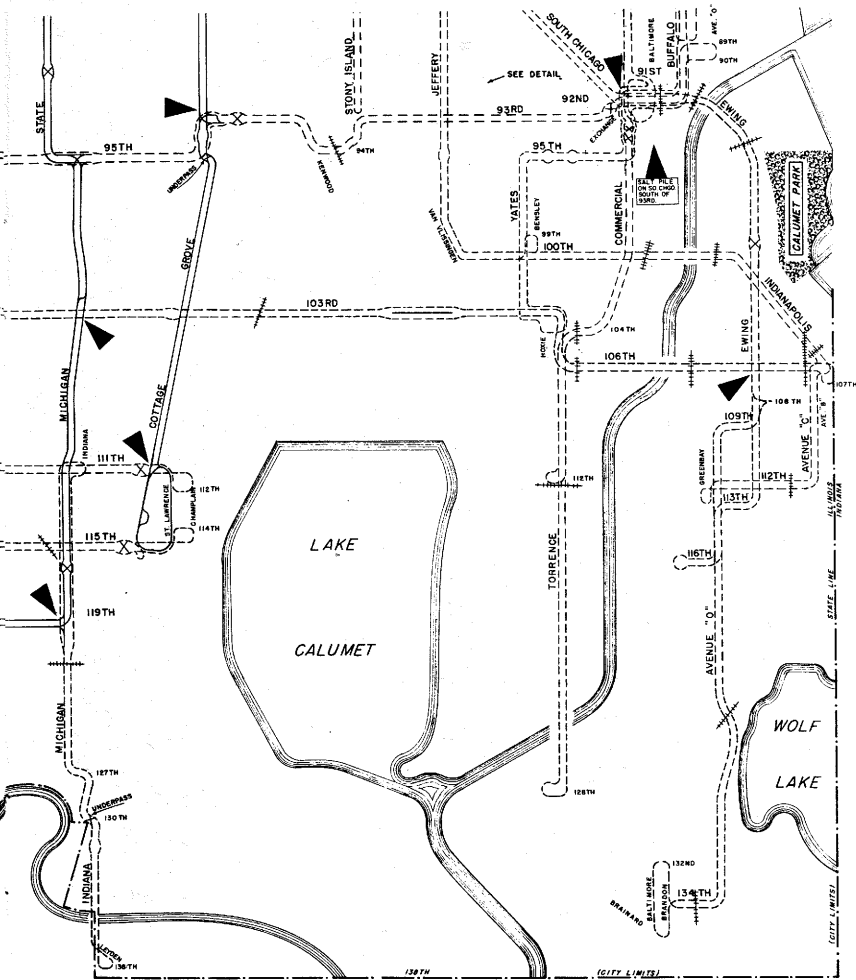 SOUTH CHICAGO
BALTIMORE
BUFFALO
AVE. "O"
89TH
90TH
STATE
STONY ISLAND
JEFFERY
SEE DETAIL
91ST
92ND
93RD
EXCHANGE
EWING
95TH
UNDERPASS
KENWOOD
94TH
95TH
SALT PILE
ON SO. CHGO.
SOUTH OF
93RD.
CALUMET PARK
GROVE
VAN VLISSINGEN
YATES
BENSLEY
99TH
100TH
COMMERCIAL
INDIANAPOLIS
103RD
HOXIE
104TH
106TH
EWING
107TH
MICHIGAN
COTTAGE
108TH
109TH
AVENUE "C"
AVE "B"
INDIANA
111TH
112TH
ST. LAWRENCE
CHAMPLAIN
114TH
115TH
112TH
GREENBAY
112TH
113TH
ILLINOIS
INDIANA
LAKE
CALUMET
TORRENCE
116TH
119TH
STATE LINE
AVENUE "O"
MICHIGAN
WOLF
LAKE
127TH
UNDERPASS
130TH
128TH
INDIANA
132ND
BALTIMORE
BRANDON
134TH
BRAINARD
LEYDEN
138TH
138TH
(CITY LIMITS)
(CITY LIMITS)